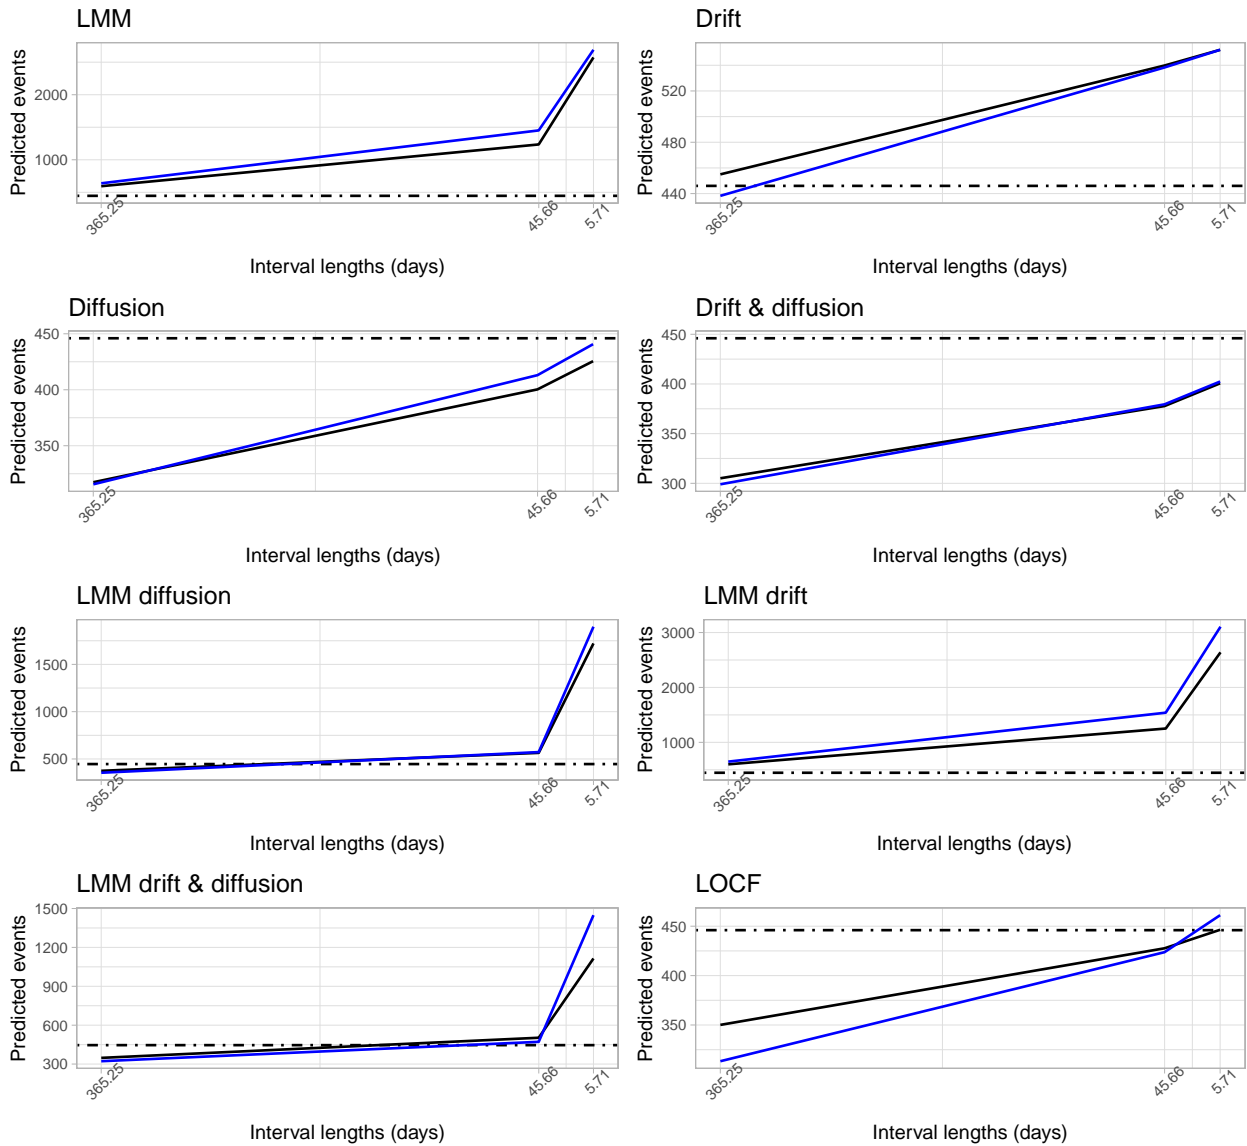 LMM
Predicted events
2000
1000
365.25
45.66
5.71
Interval lengths (days)
Drift
Predicted events
520
480
440
365.25
45.66
5.71
Interval lengths (days)
Diffusion
Predicted events
450
400
350
365.25
45.66
5.71
Interval lengths (days)
Drift & diffusion
Predicted events
450
400
350
300
365.25
45.66
5.71
Interval lengths (days)
LMM diffusion
Predicted events
1500
1000
500
365.25
45.66
5.71
Interval lengths (days)
LMM drift
Predicted events
3000
2000
1000
365.25
45.66
5.71
Interval lengths (days)
LMM drift & diffusion
Predicted events
1500
1200
900
600
300
365.25
45.66
5.71
Interval lengths (days)
LOCF
Predicted events
450
400
350
365.25
45.66
5.71
Interval lengths (days)